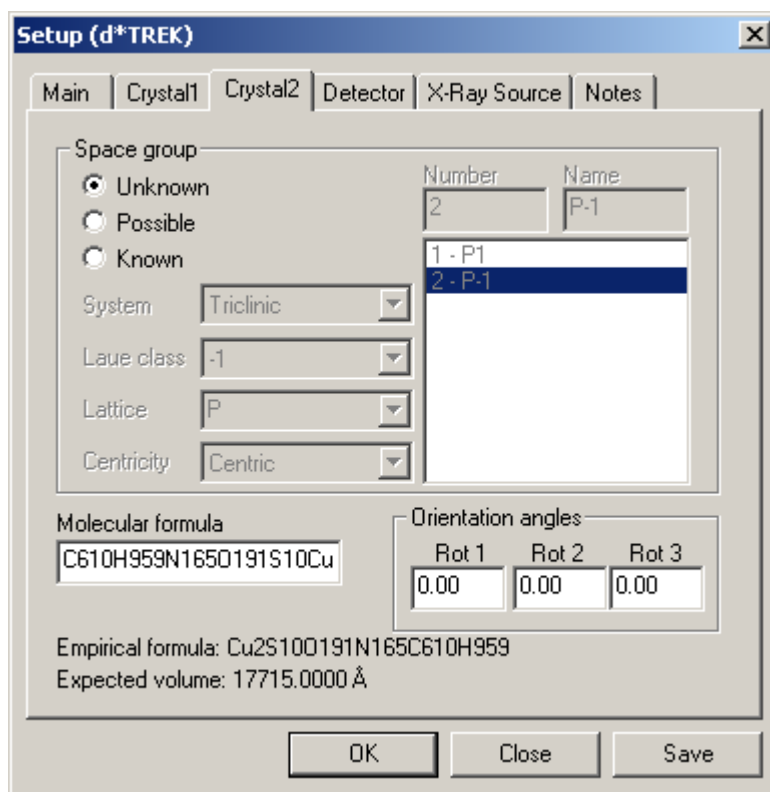 Setup (d*TREK)
Main Crystal1 Crystal2 Detector X-Ray Source Notes
Space group
Unknown
Possible
Known
Number Name
2 P-1
1 - P1
2 - P-1
System Triclinic
Laue class -1
Lattice P
Centricity Centric
Molecular formula
C610H959N165O191S10Cu
Orientation angles
Rot 1 Rot 2 Rot 3
0.00 0.00 0.00
Empirical formula: Cu2S10O191N165C610H959
Expected volume: 17715.0000 Å
OK Close Save